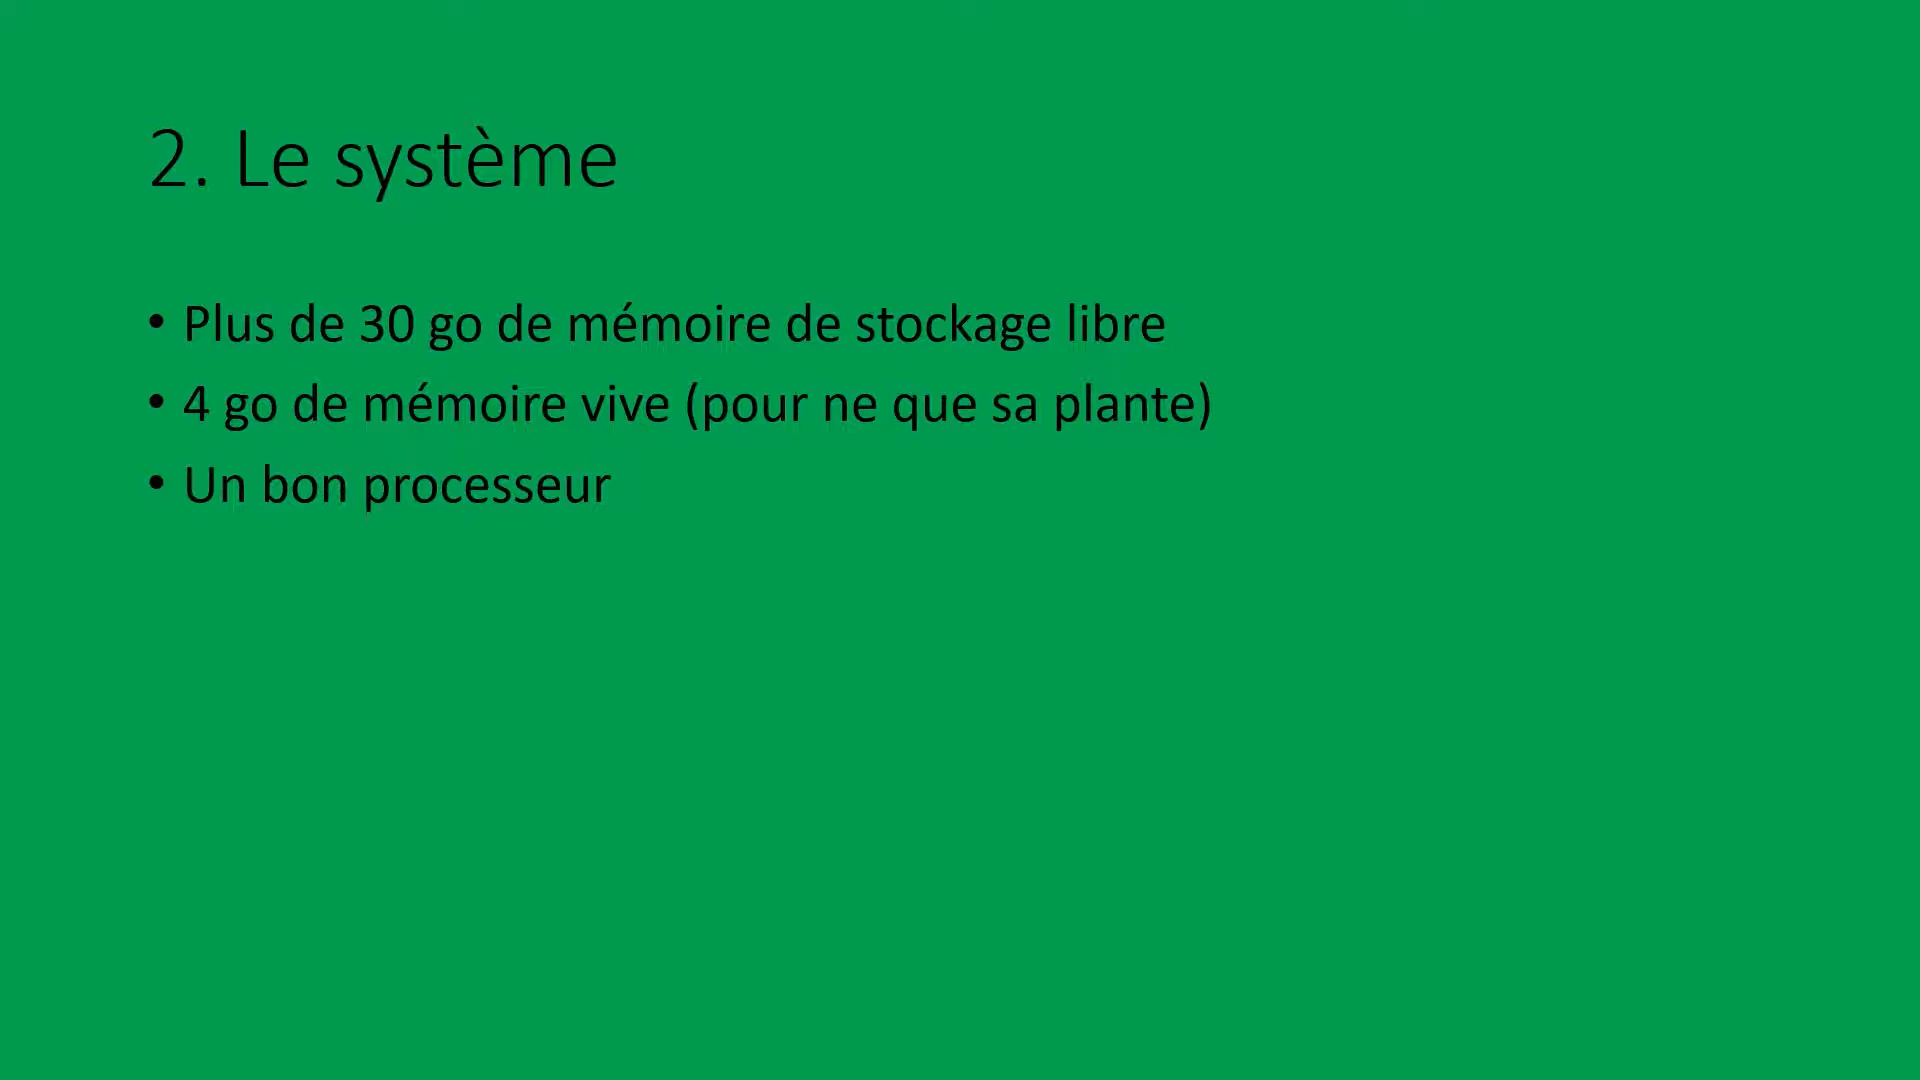 2. Le système
• Plus de 30 go de mémoire de stockage libre
• 4 go de mémoire vive (pour ne que sa plante)
• Un bon processeur